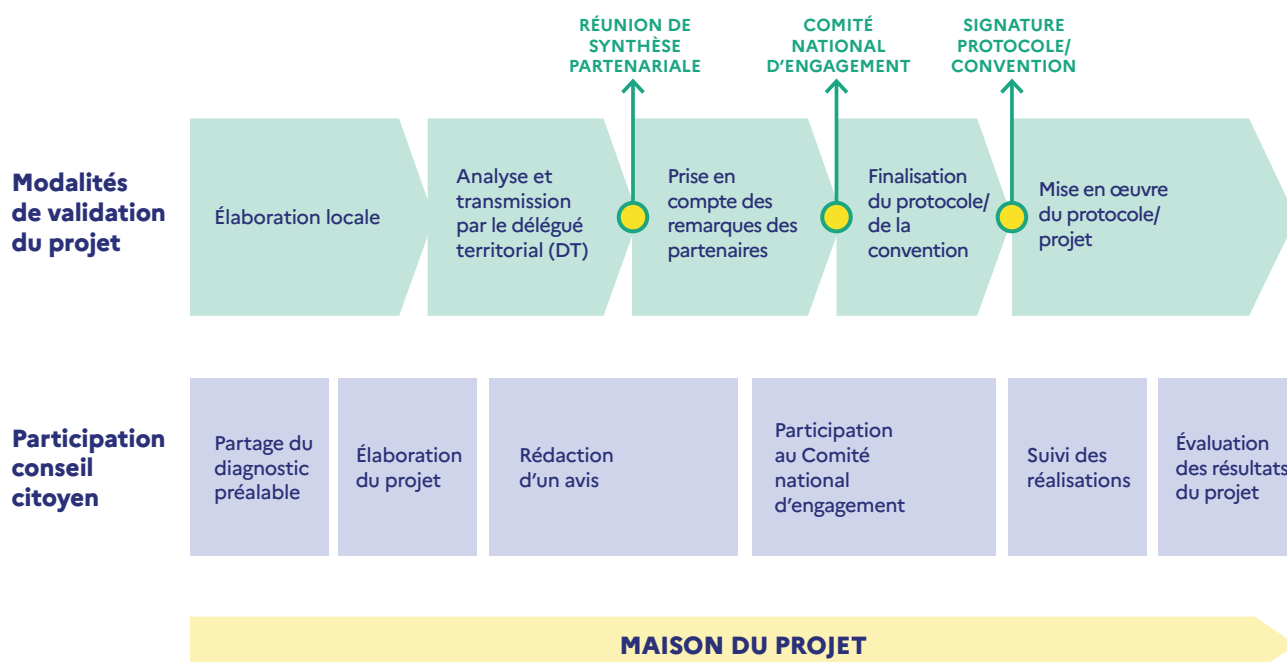 RÉUNION DE
SYNTHÈSE
PARTENARIALE
COMITÉ
NATIONAL
D'ENGAGEMENT
SIGNATURE
PROTOCOLE/
CONVENTION
Modalités
de validation
du projet
Élaboration locale
Analyse et
transmission
par le délégué
territorial (DT)
Prise en
compte des
remarques des
partenaires
Finalisation
du protocole/
de la
convention
Mise en œuvre
du protocole/
projet
Participation
conseil
citoyen
Partage du
diagnostic
préalable
Élaboration
du projet
Rédaction
d'un avis
Participation
au Comité
national
d'engagement
Suivi des
réalisations
Évaluation
des résultats
du projet
MAISON DU PROJET